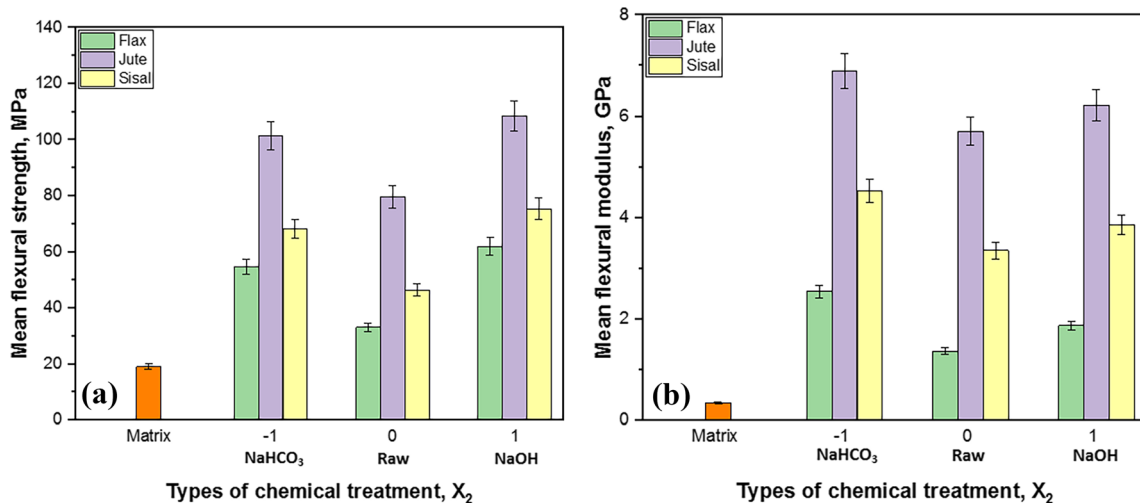 Mean flexural strength, MPa
140
120
100
80
60
40
20
0
Flax
Jute
Sisal
(a)
Matrix -1 0 1
NaHCO₃ Raw NaOH
Types of chemical treatment, X₂
Mean flexural modulus, GPa
8
6
4
2
0
Flax
Jute
Sisal
(b)
Matrix -1 0 1
NaHCO₃ Raw NaOH
Types of chemical treatment, X₂